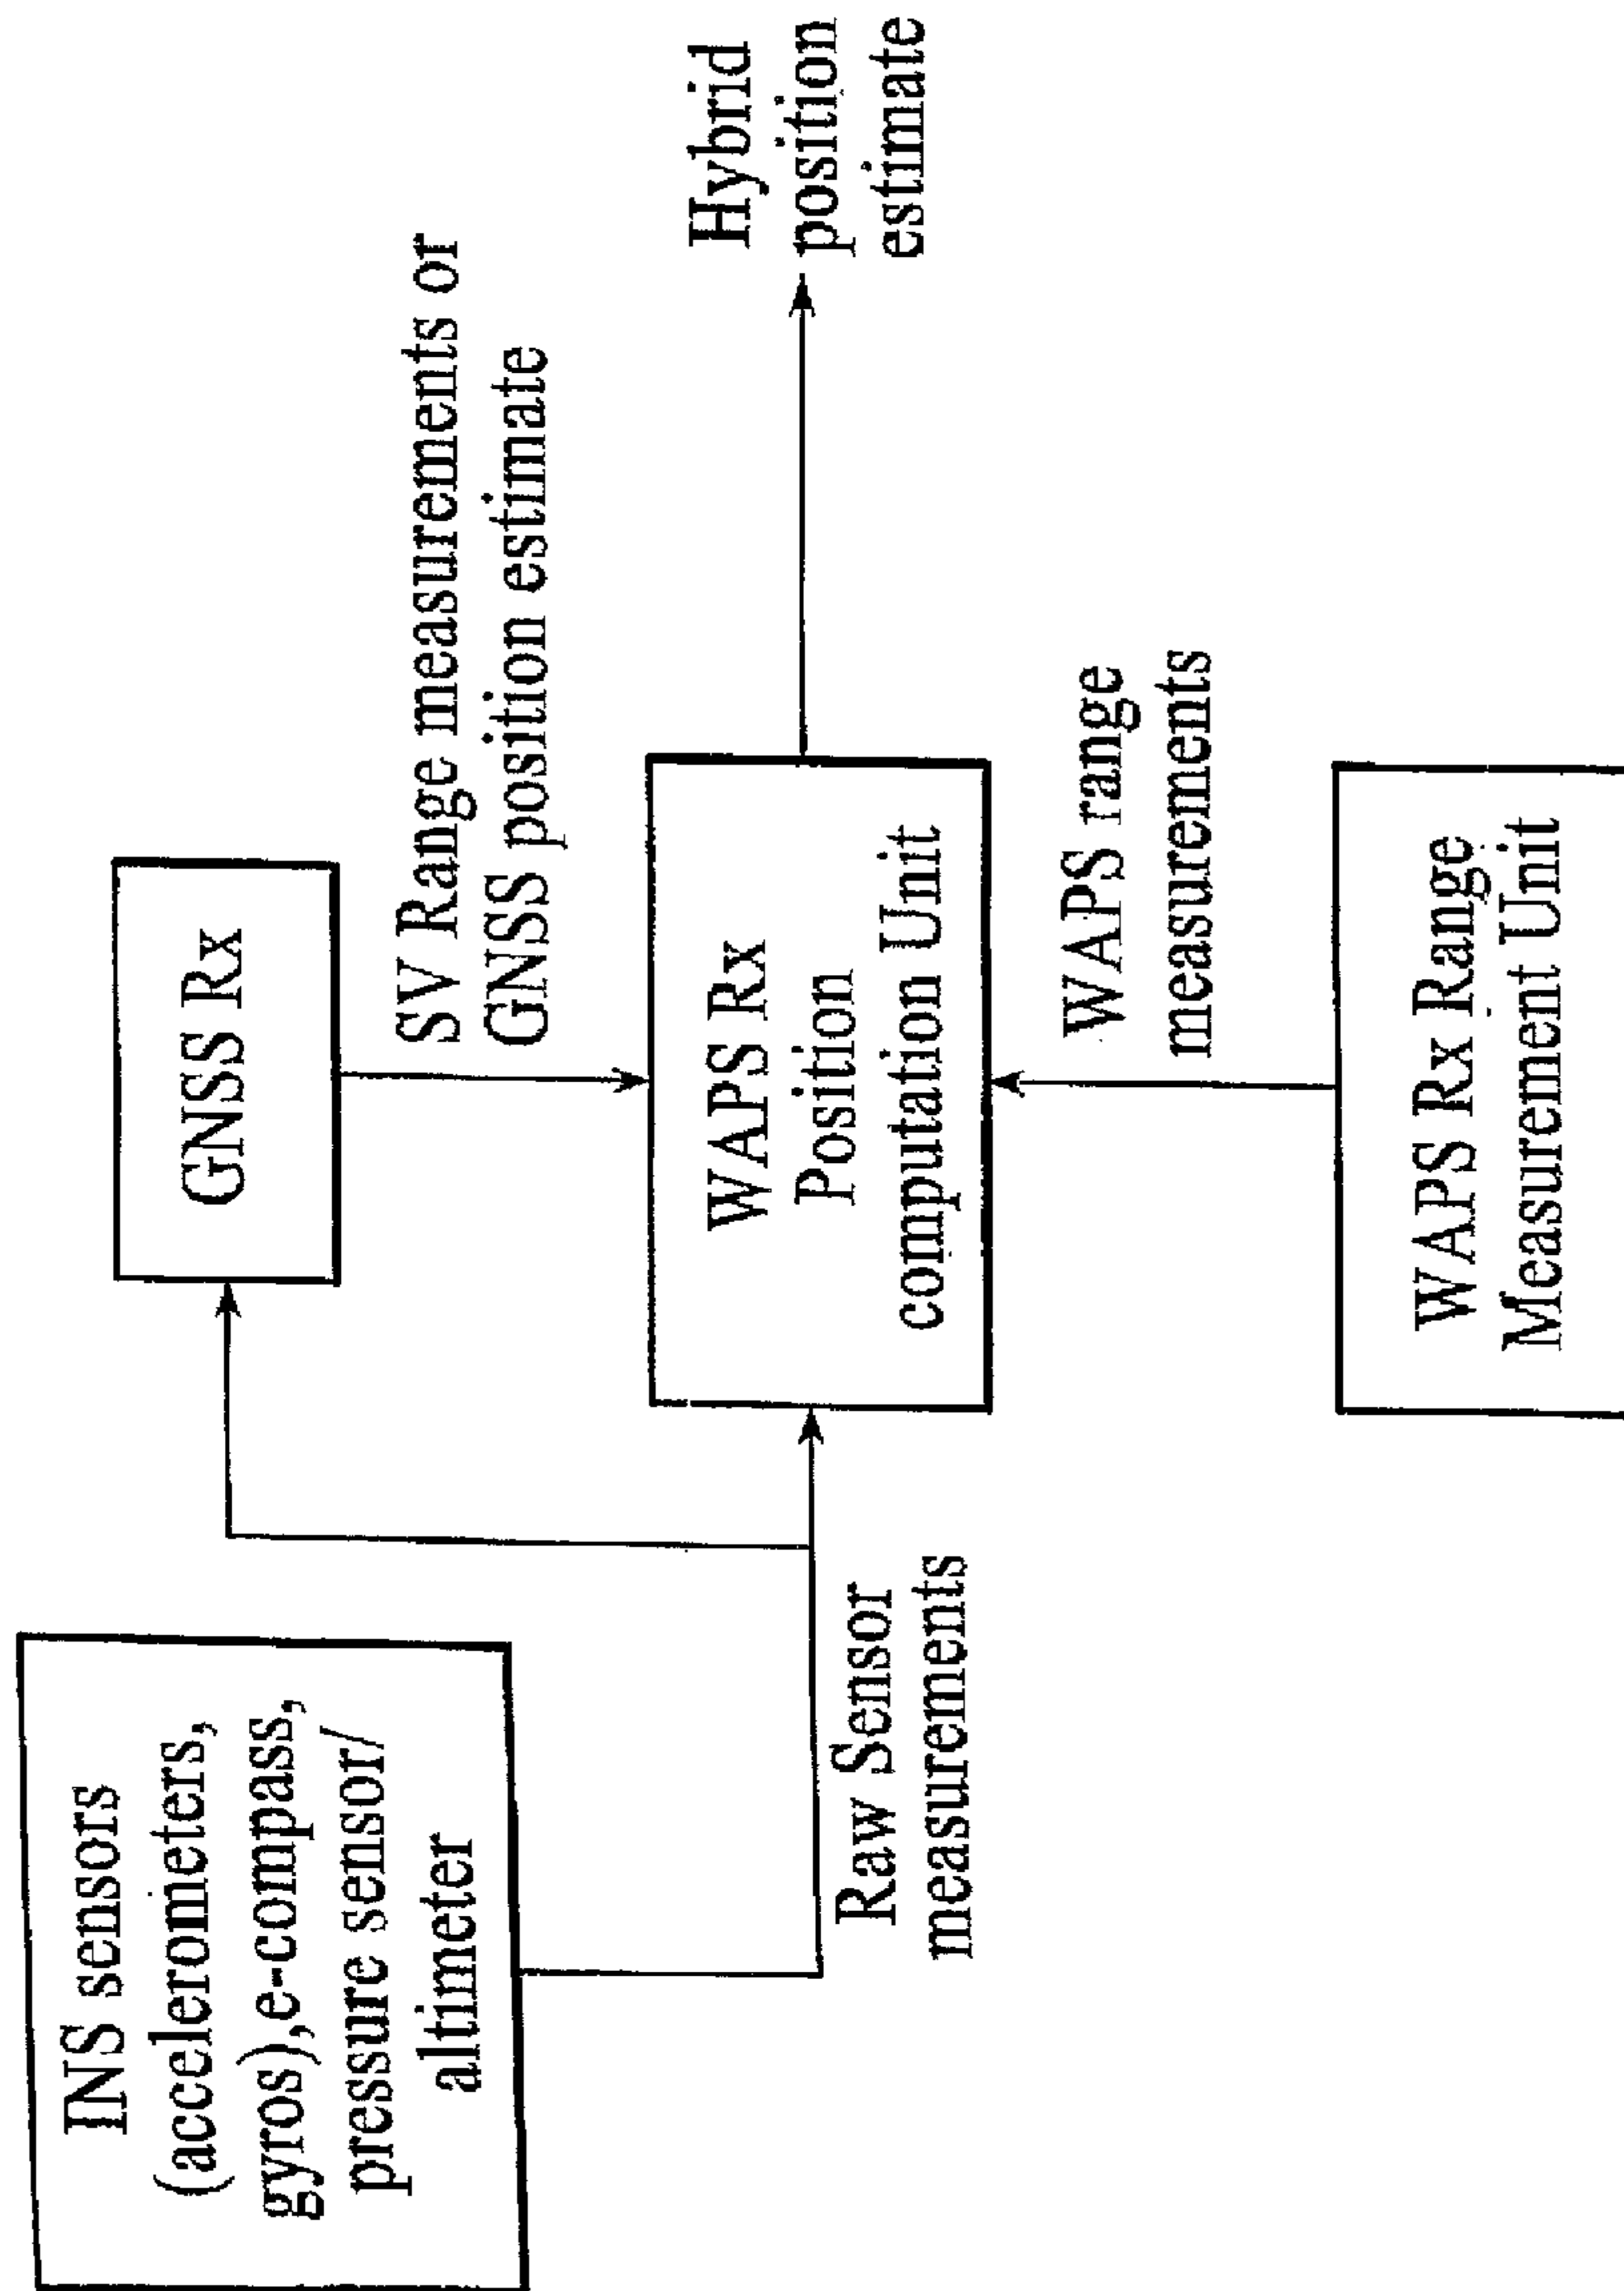 INS sensors
(accelerometers,
gyros),e-compass,
pressure sensor/
altimeter
GNSS Rx
SV Range measurements or
GNSS position estimate
Raw Sensor
measurements
WAPS Rx
Position
computation Unit
Hybrid
position
estimate
WAPS range
measurements
WAPS Rx Range
Measurement Unit